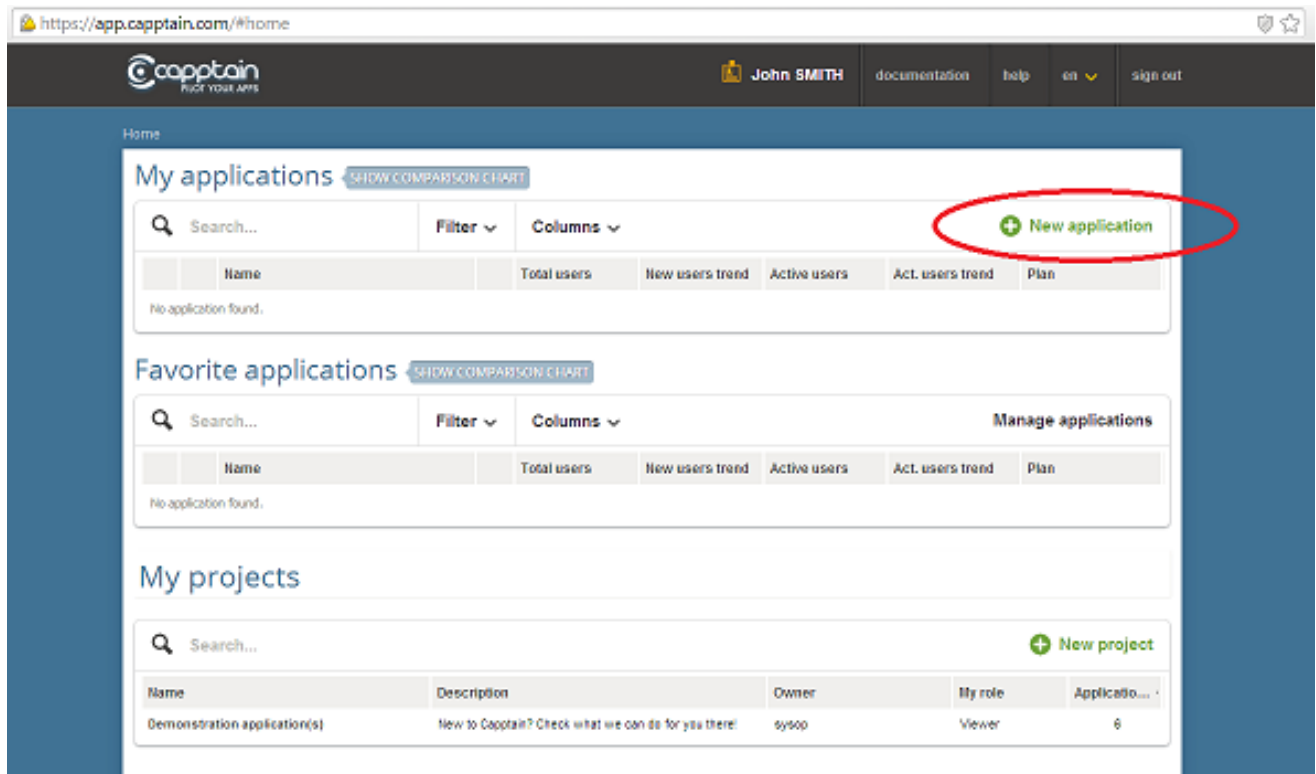 https://app.capptain.com/#home
capptain
PILOT YOUR APPS
John SMITH documentation help en sign out
Home
My applications SHOW COMPARISON CHART
Search... Filter Columns New application
Name Total users New users trend Active users Act. users trend Plan
No application found.
Favorite applications SHOW COMPARISON CHART
Search... Filter Columns Manage applications
Name Total users New users trend Active users Act. users trend Plan
No application found.
My projects
Search... New project
Name Description Owner My role Applicatio...
Demonstration application(s) New to Capptain? Check what we can do for you there! sysop Viewer 6